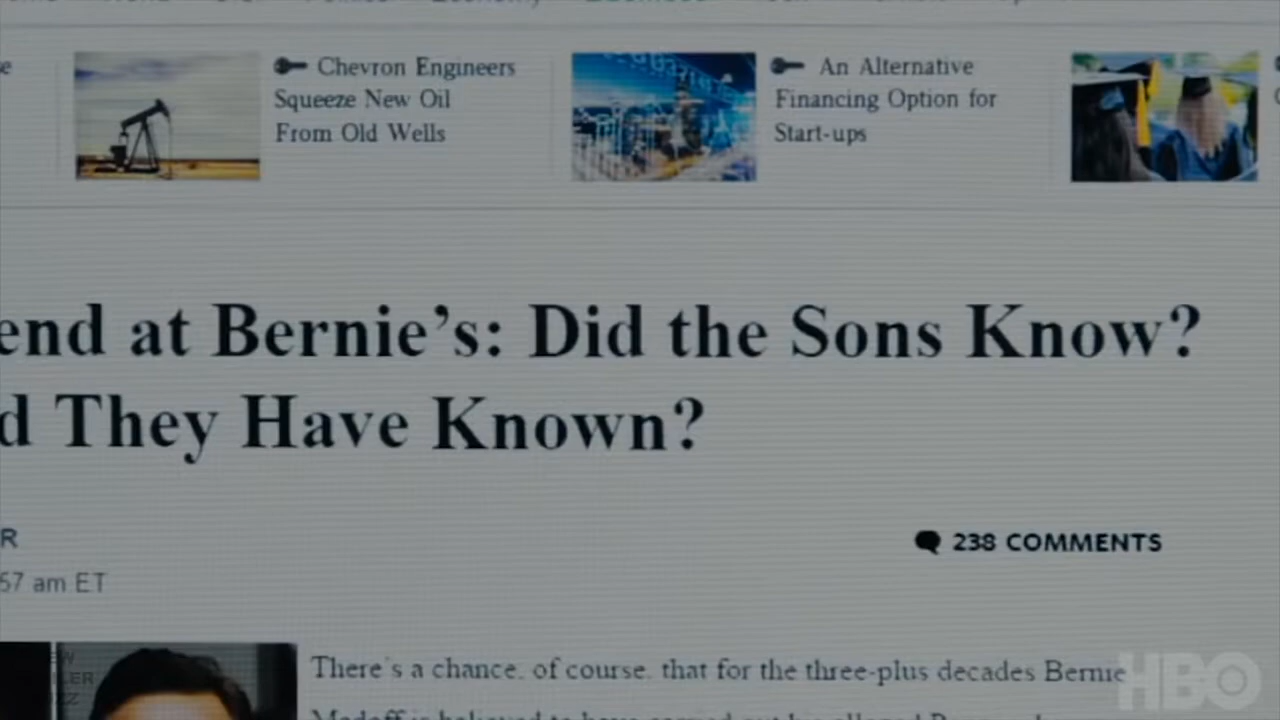 Chevron Engineers
Squeeze New Oil
From Old Wells
An Alternative
Financing Option for
Start-ups
end at Bernie's: Did the Sons Know?
d They Have Known?
R
238 COMMENTS
57 am ET
There's a chance, of course, that for the three-plus decades Bernie
HBO